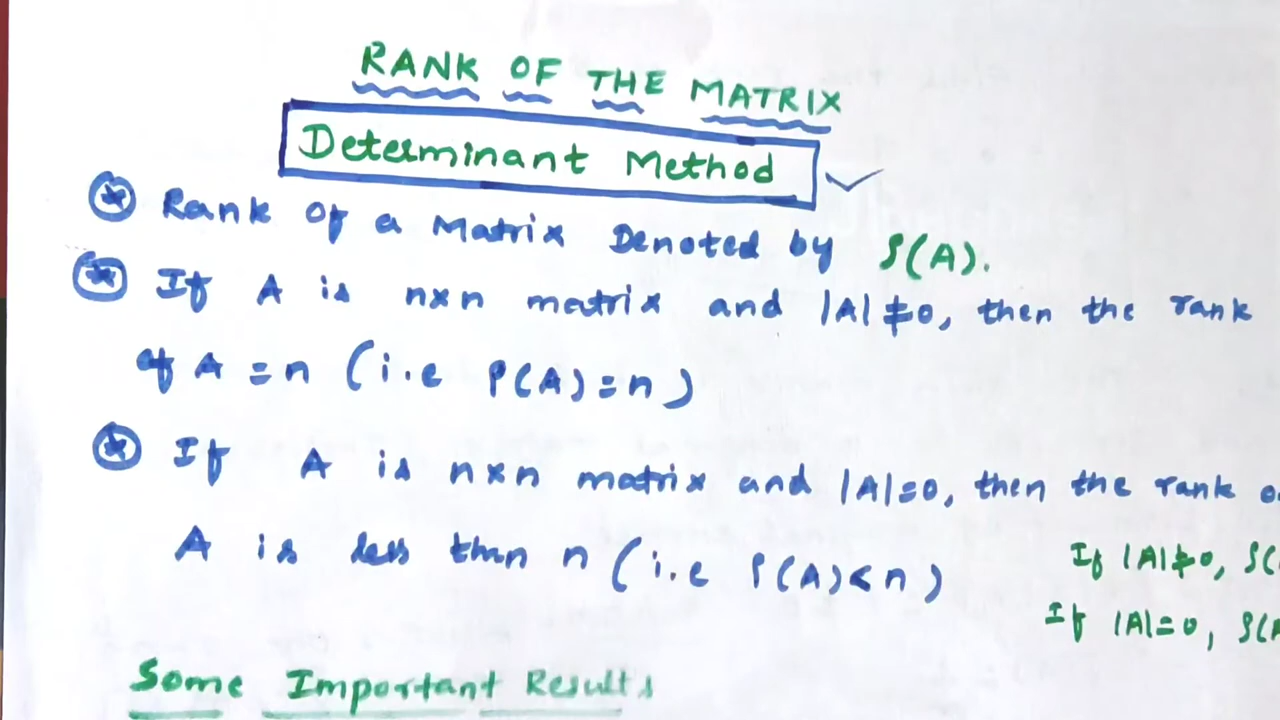 RANK OF THE MATRIX
Determinant Method
Rank of a Matrix Denoted by ρ(A).
If A is n×n matrix and |A|≠0, then the rank
of A = n (i.e ρ(A)=n)
If A is n×n matrix and |A|=0, then the rank
A is less than n (i.e ρ(A)<n)
If |A|≠0, ρ(
If |A|=0, ρ(A
Some Important Results